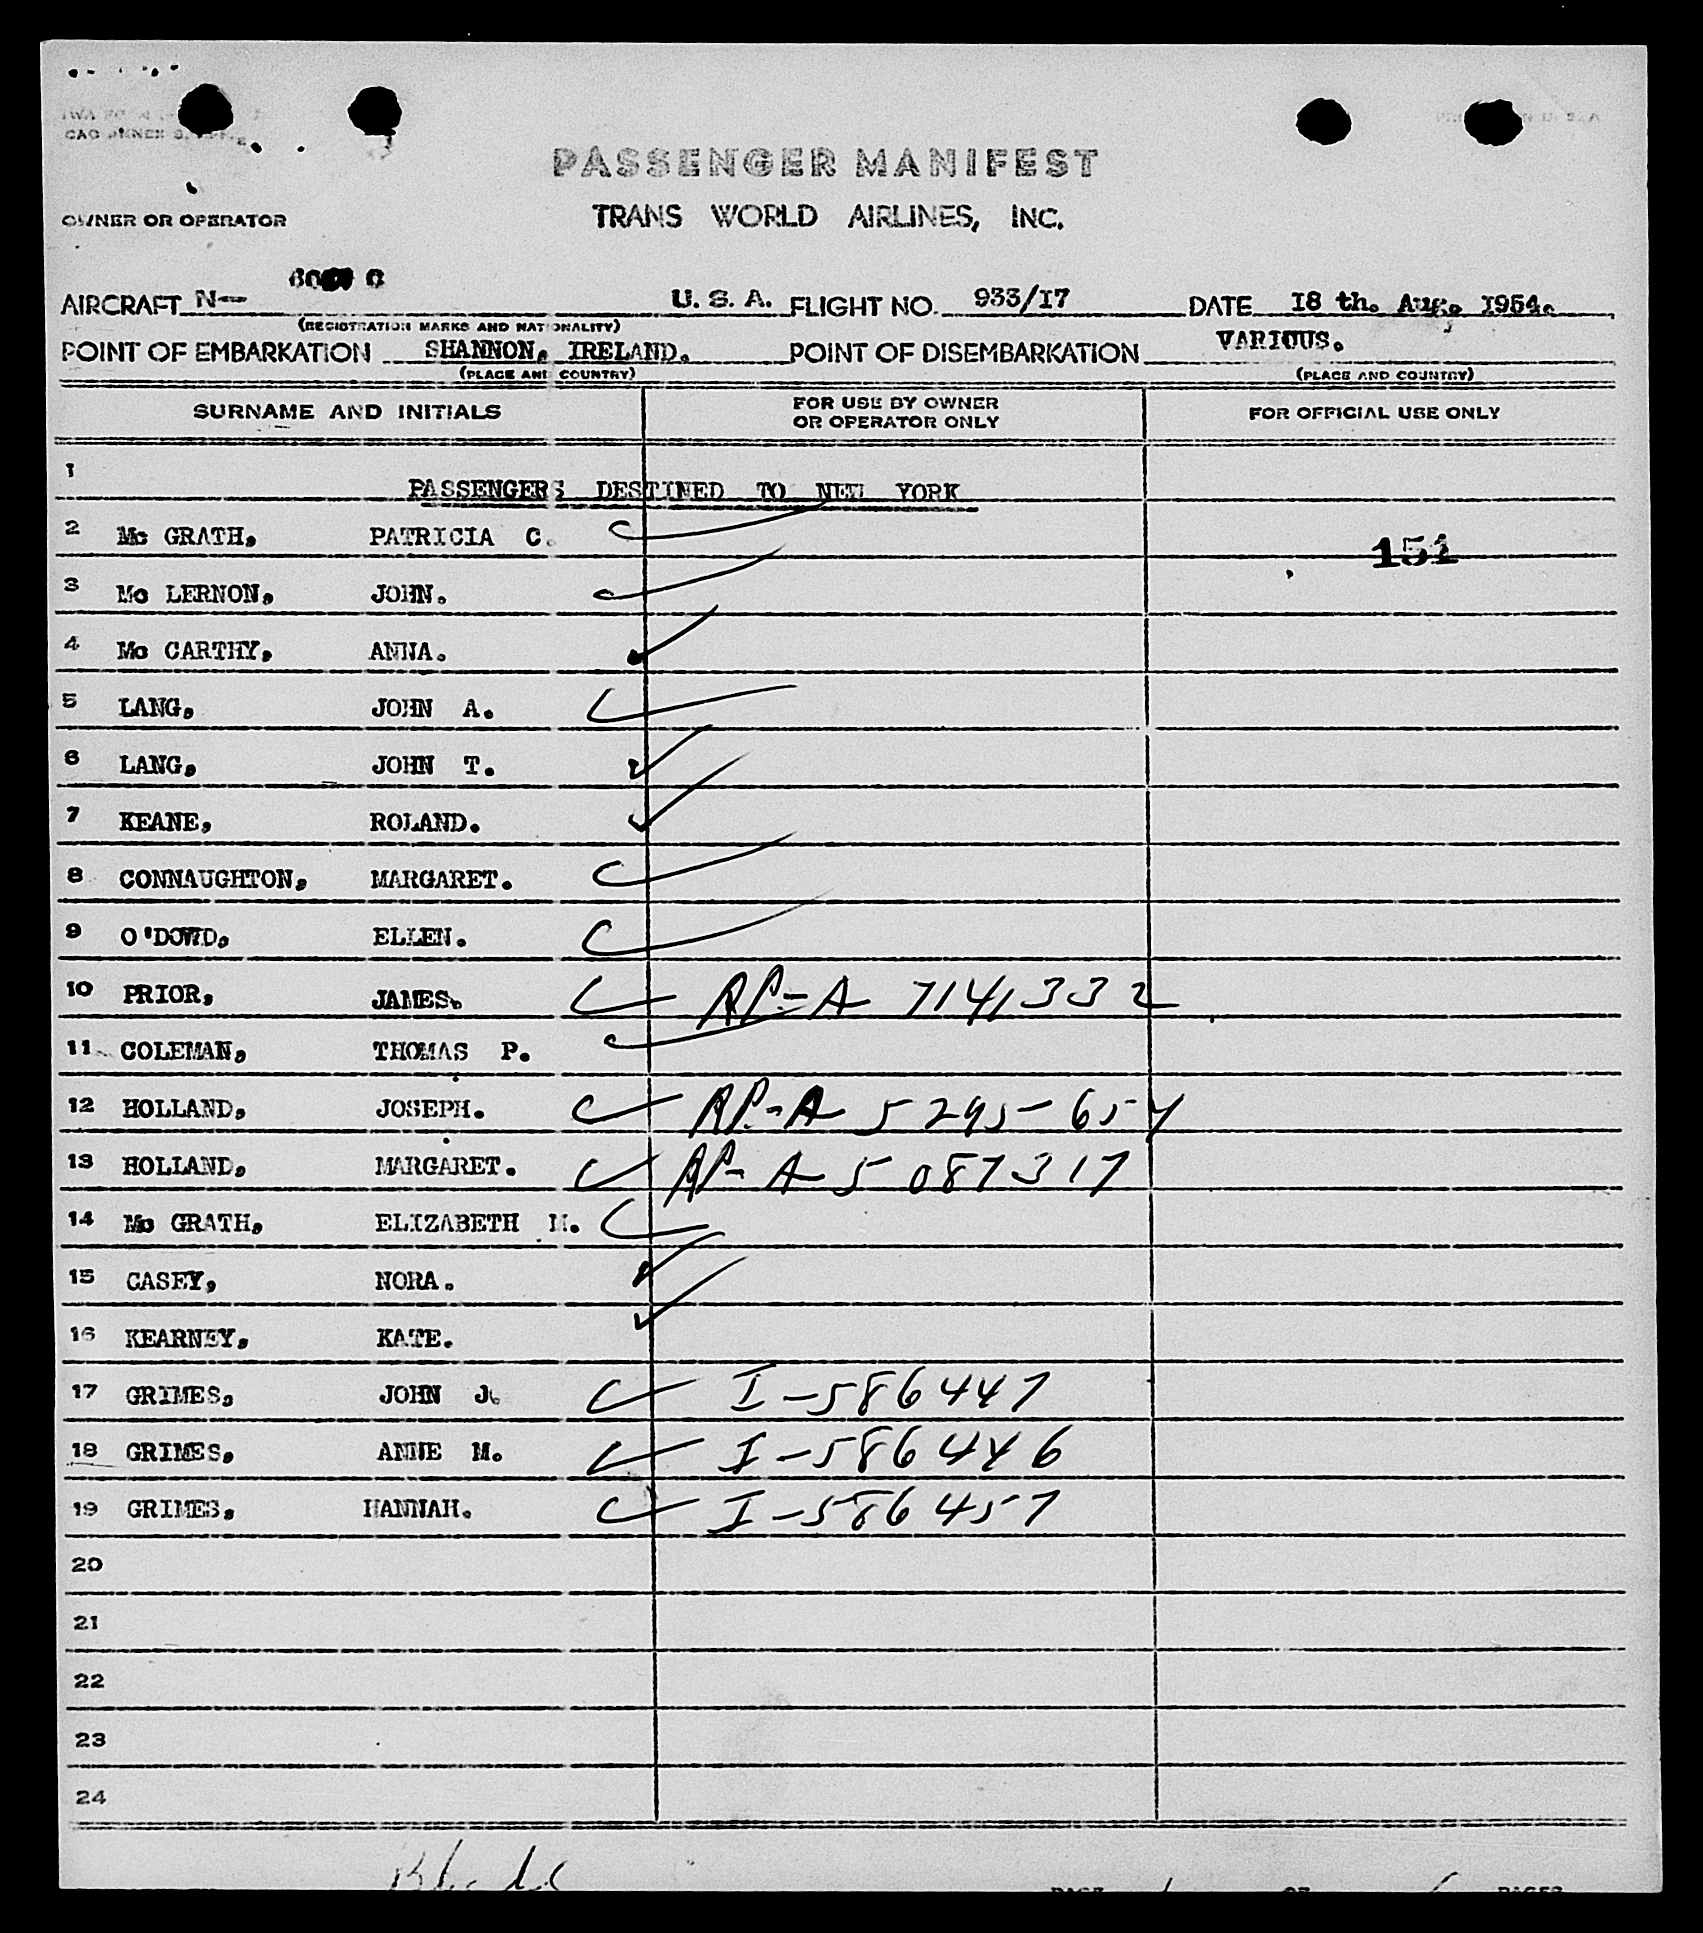 PASSENGER MANIFEST
OWNER OR OPERATOR TRANS WORLD AIRLINES, INC.
AIRCRAFT N— U. S. A. FLIGHT NO. 933/17 DATE 18 th. Aug. 1954.
(REGISTRATION MARKS AND NATIONALITY)
POINT OF EMBARKATION SHANNON, IRELAND. POINT OF DISEMBARKATION VARIOUS.
(PLACE AND COUNTRY) (PLACE AND COUNTRY)
SURNAME AND INITIALS FOR USE BY OWNER OR OPERATOR ONLY FOR OFFICIAL USE ONLY
1 PASSENGERS DESTINED TO NEW YORK
2 Mc GRATH, PATRICIA C. 151
3 Mc LERNON, JOHN.
4 Mc CARTHY, ANNA.
5 LANG, JOHN A.
6 LANG, JOHN T.
7 KEANE, ROLAND.
8 CONNAUGHTON, MARGARET.
9 O'DOWD, ELLEN.
10 PRIOR, JAMES. AP-A 7141332
11 COLEMAN, THOMAS P.
12 HOLLAND, JOSEPH. AP-A 5295-654
13 HOLLAND, MARGARET. AP-A 5087317
14 Mc GRATH, ELIZABETH M.
15 CASEY, NORA.
16 KEARNEY, KATE.
17 GRIMES, JOHN J. I-586447
18 GRIMES, ANNE M. I-586446
19 GRIMES, HANNAH. I-586457
20
21
22
23
24